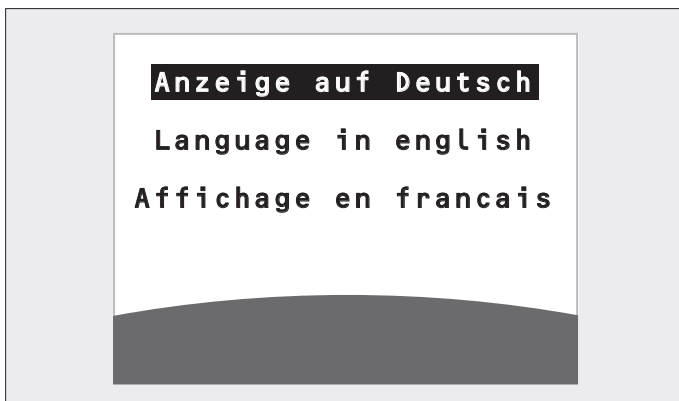 Anzeige auf Deutsch
Language in english
Affichage en francais